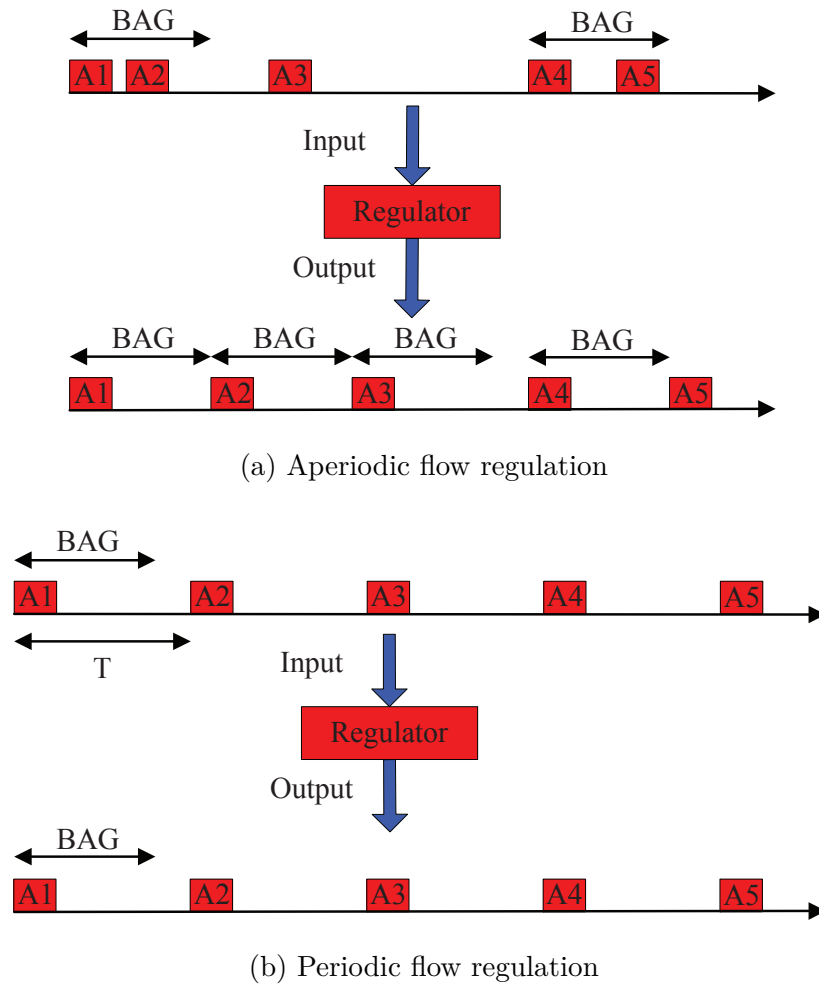 BAG BAG
A1 A2 A3 A4 A5
Input
Regulator
Output
BAG BAG BAG BAG
A1 A2 A3 A4 A5
(a) Aperiodic flow regulation
BAG
A1 A2 A3 A4 A5
T
Input
Regulator
Output
BAG
A1 A2 A3 A4 A5
(b) Periodic flow regulation